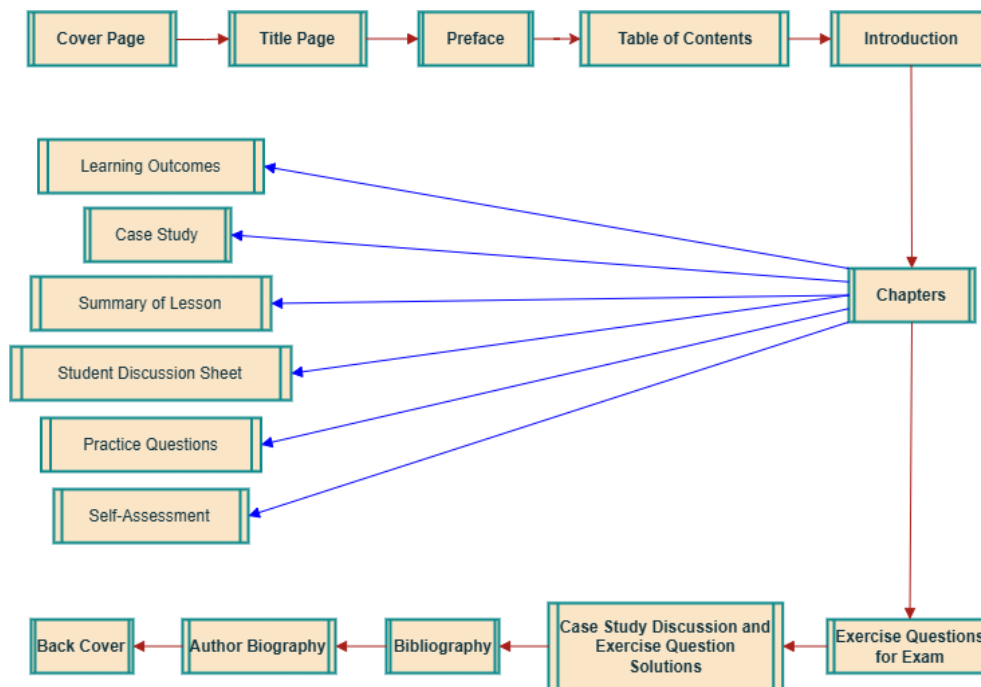 Cover Page
Title Page
Preface
Table of Contents
Introduction
Learning Outcomes
Case Study
Summary of Lesson
Chapters
Student Discussion Sheet
Practice Questions
Self-Assessment
Back Cover
Author Biography
Bibliography
Case Study Discussion and
Exercise Question
Solutions
Exercise Questions
for Exam